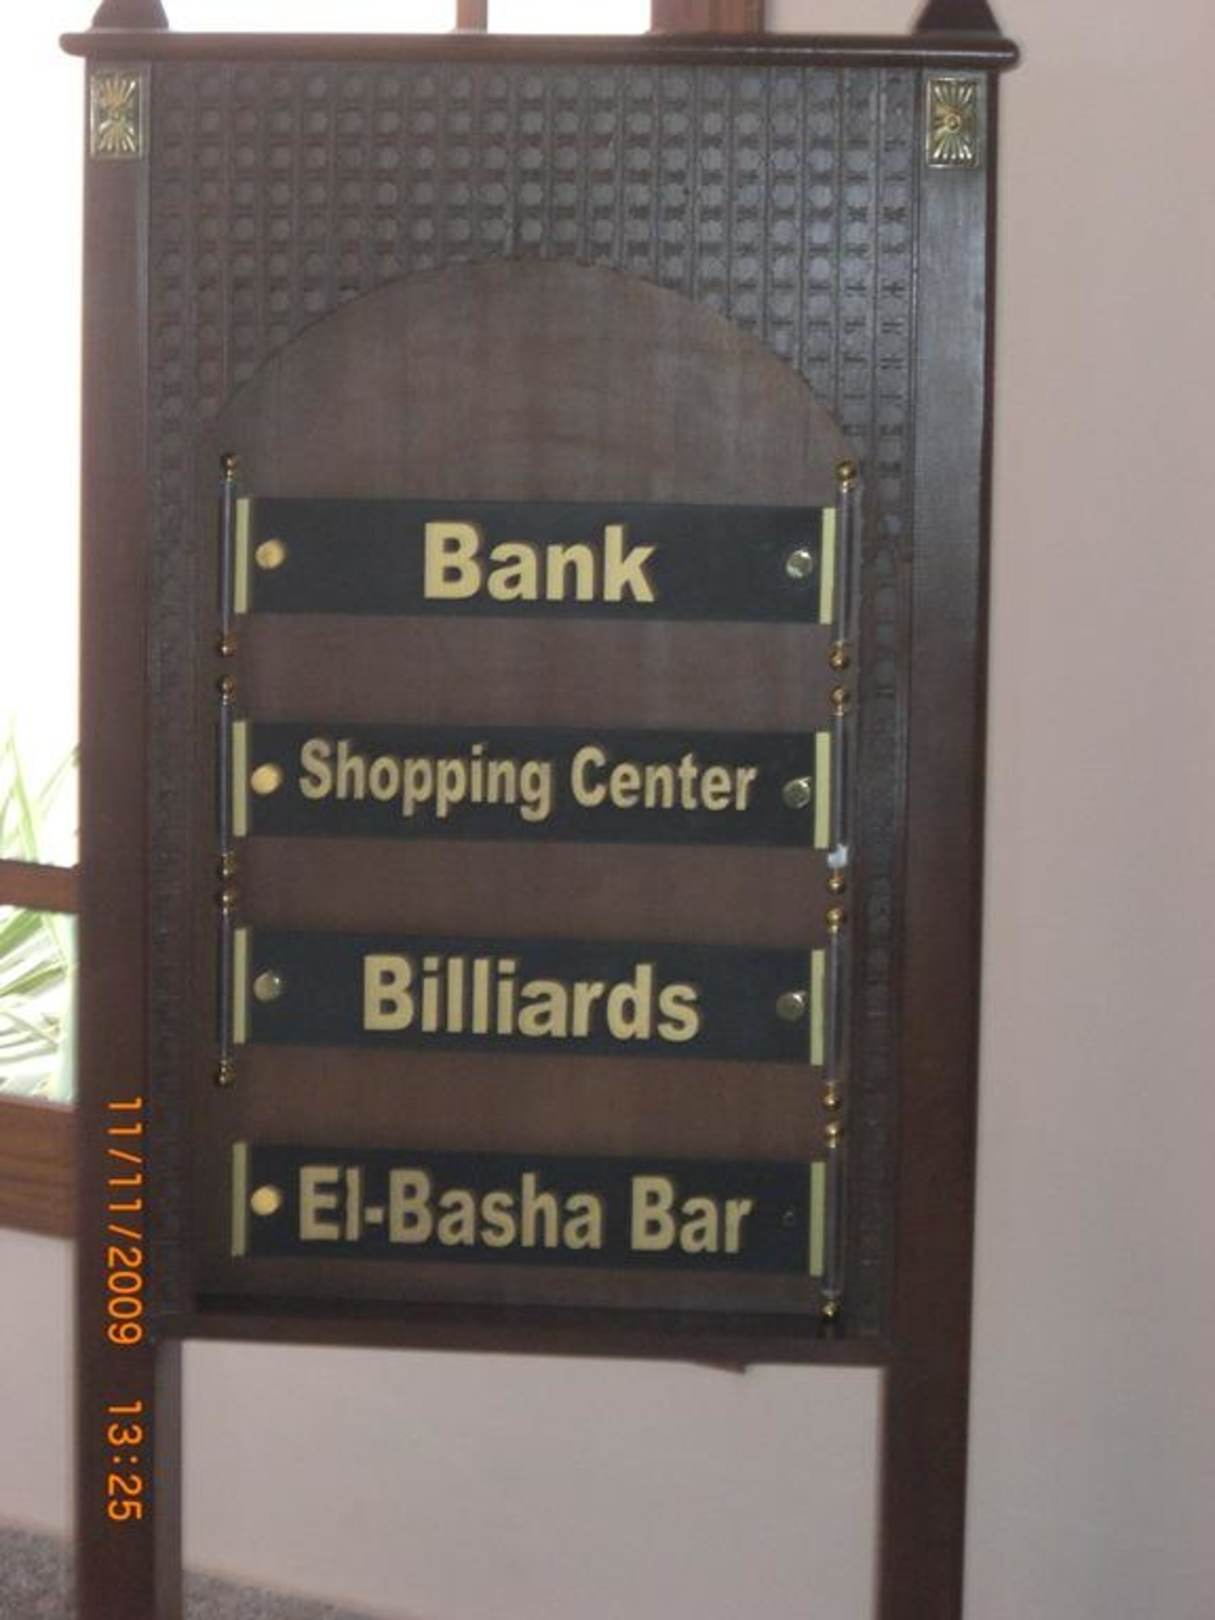 Bank
Shopping Center
Billiards
El-Basha Bar
11/11/2009 13:25